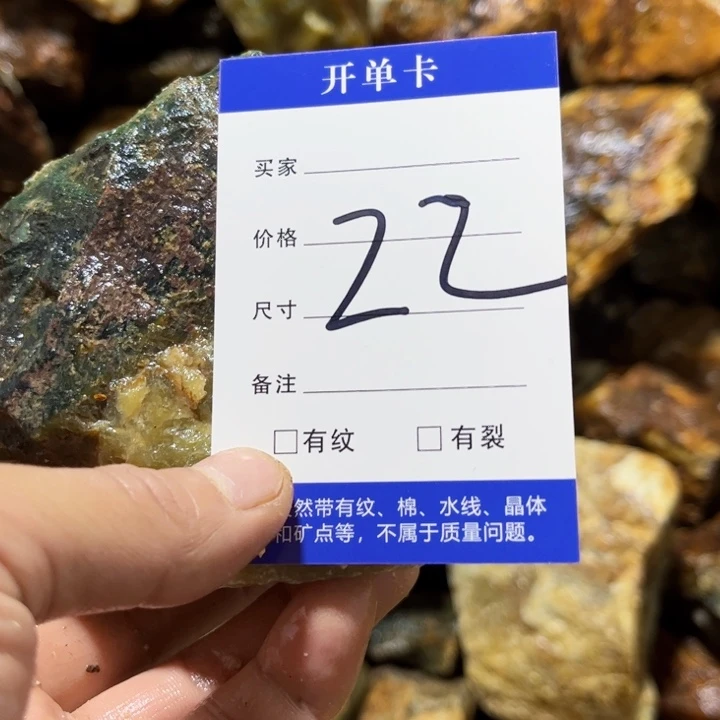 开单卡
买家
价格
22
尺寸
备注
□有纹 □有裂
然带有纹、棉、水线、晶体
和矿点等，不属于质量问题。